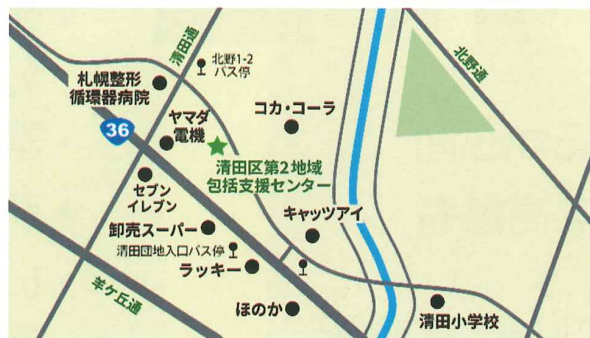 清田通
北野1-2
バス停
北野通
札幌整形
循環器病院
コカ・コーラ
36
ヤマダ
電機
清田区第2地域
包括支援センター
セブン
イレブン
キャッツアイ
卸売スーパー
清田団地入口バス停
ラッキー
羊ケ丘通
ほのか
清田小学校